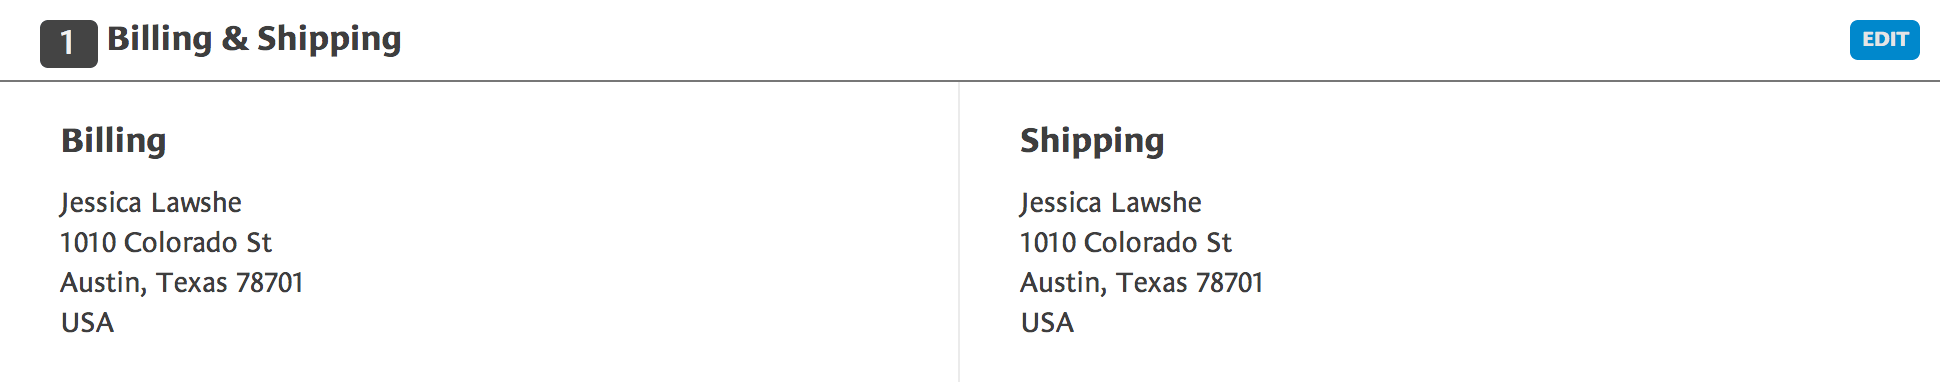 1 Billing & Shipping
EDIT
Billing
Jessica Lawshe
1010 Colorado St
Austin, Texas 78701
USA
Shipping
Jessica Lawshe
1010 Colorado St
Austin, Texas 78701
USA